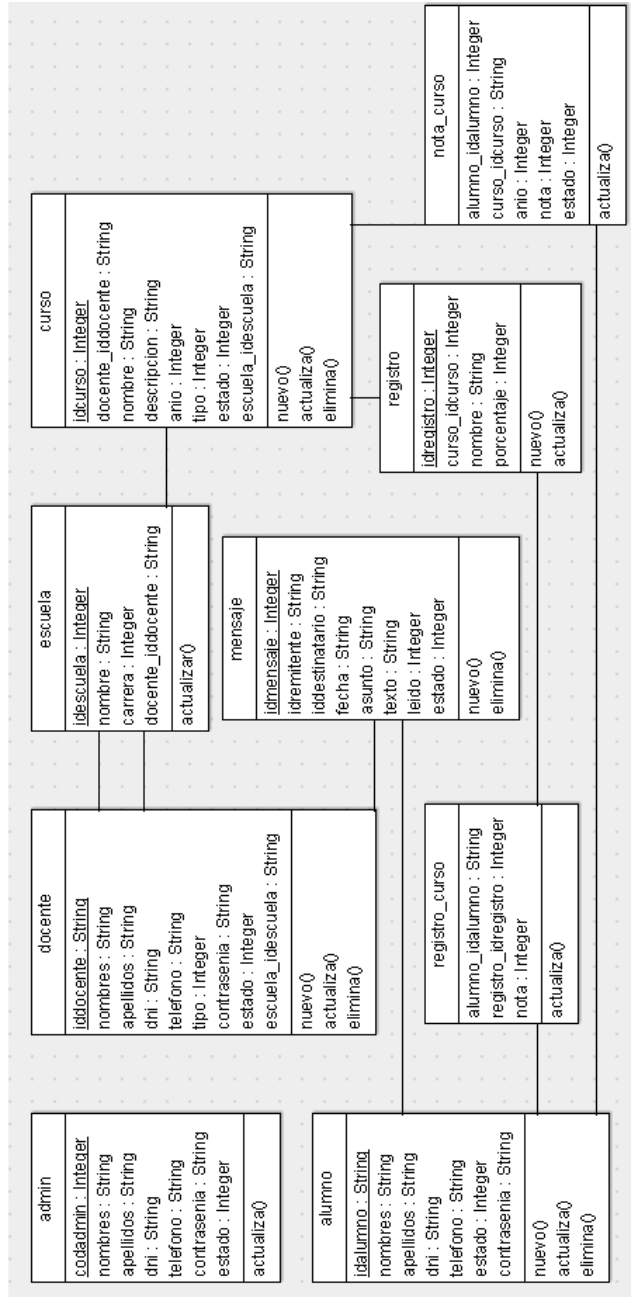 admin
codadmin : Integer
nombres : String
apellidos : String
dni : String
telefono : String
contrasenia : String
estado : Integer
actualiza()
docente
iddocente : String
nombres : String
apellidos : String
dni : String
telefono : String
tipo : Integer
contrasenia : String
estado : Integer
escuela_idescuela : String
nuevo()
actualiza()
elimina()
escuela
idescuela : Integer
nombre : String
carrera : Integer
docente_iddocente : String
actualizar()
curso
idcurso : Integer
docente_iddocente : String
nombre : String
descripcion : String
anio : Integer
tipo : Integer
estado : Integer
escuela_idescuela : String
nuevo()
actualiza()
elimina()
alumno
idalumno : String
nombres : String
apellidos : String
dni : String
telefono : String
estado : Integer
contrasenia : String
nuevo()
actualiza()
elimina()
registro_curso
alumno_idalumno : String
registro_idregistro : Integer
nota : Integer
actualiza()
mensaje
idmensaje : Integer
idremitente : String
iddestinatario : String
fecha : String
asunto : String
texto : String
leido : Integer
estado : Integer
nuevo()
elimina()
registro
idregistro : Integer
curso_idcurso : Integer
nombre : String
porcentaje : Integer
nuevo()
actualiza()
nota_curso
alumno_idalumno : Integer
curso_idcurso : String
anio : Integer
nota : Integer
estado : Integer
actualiza()